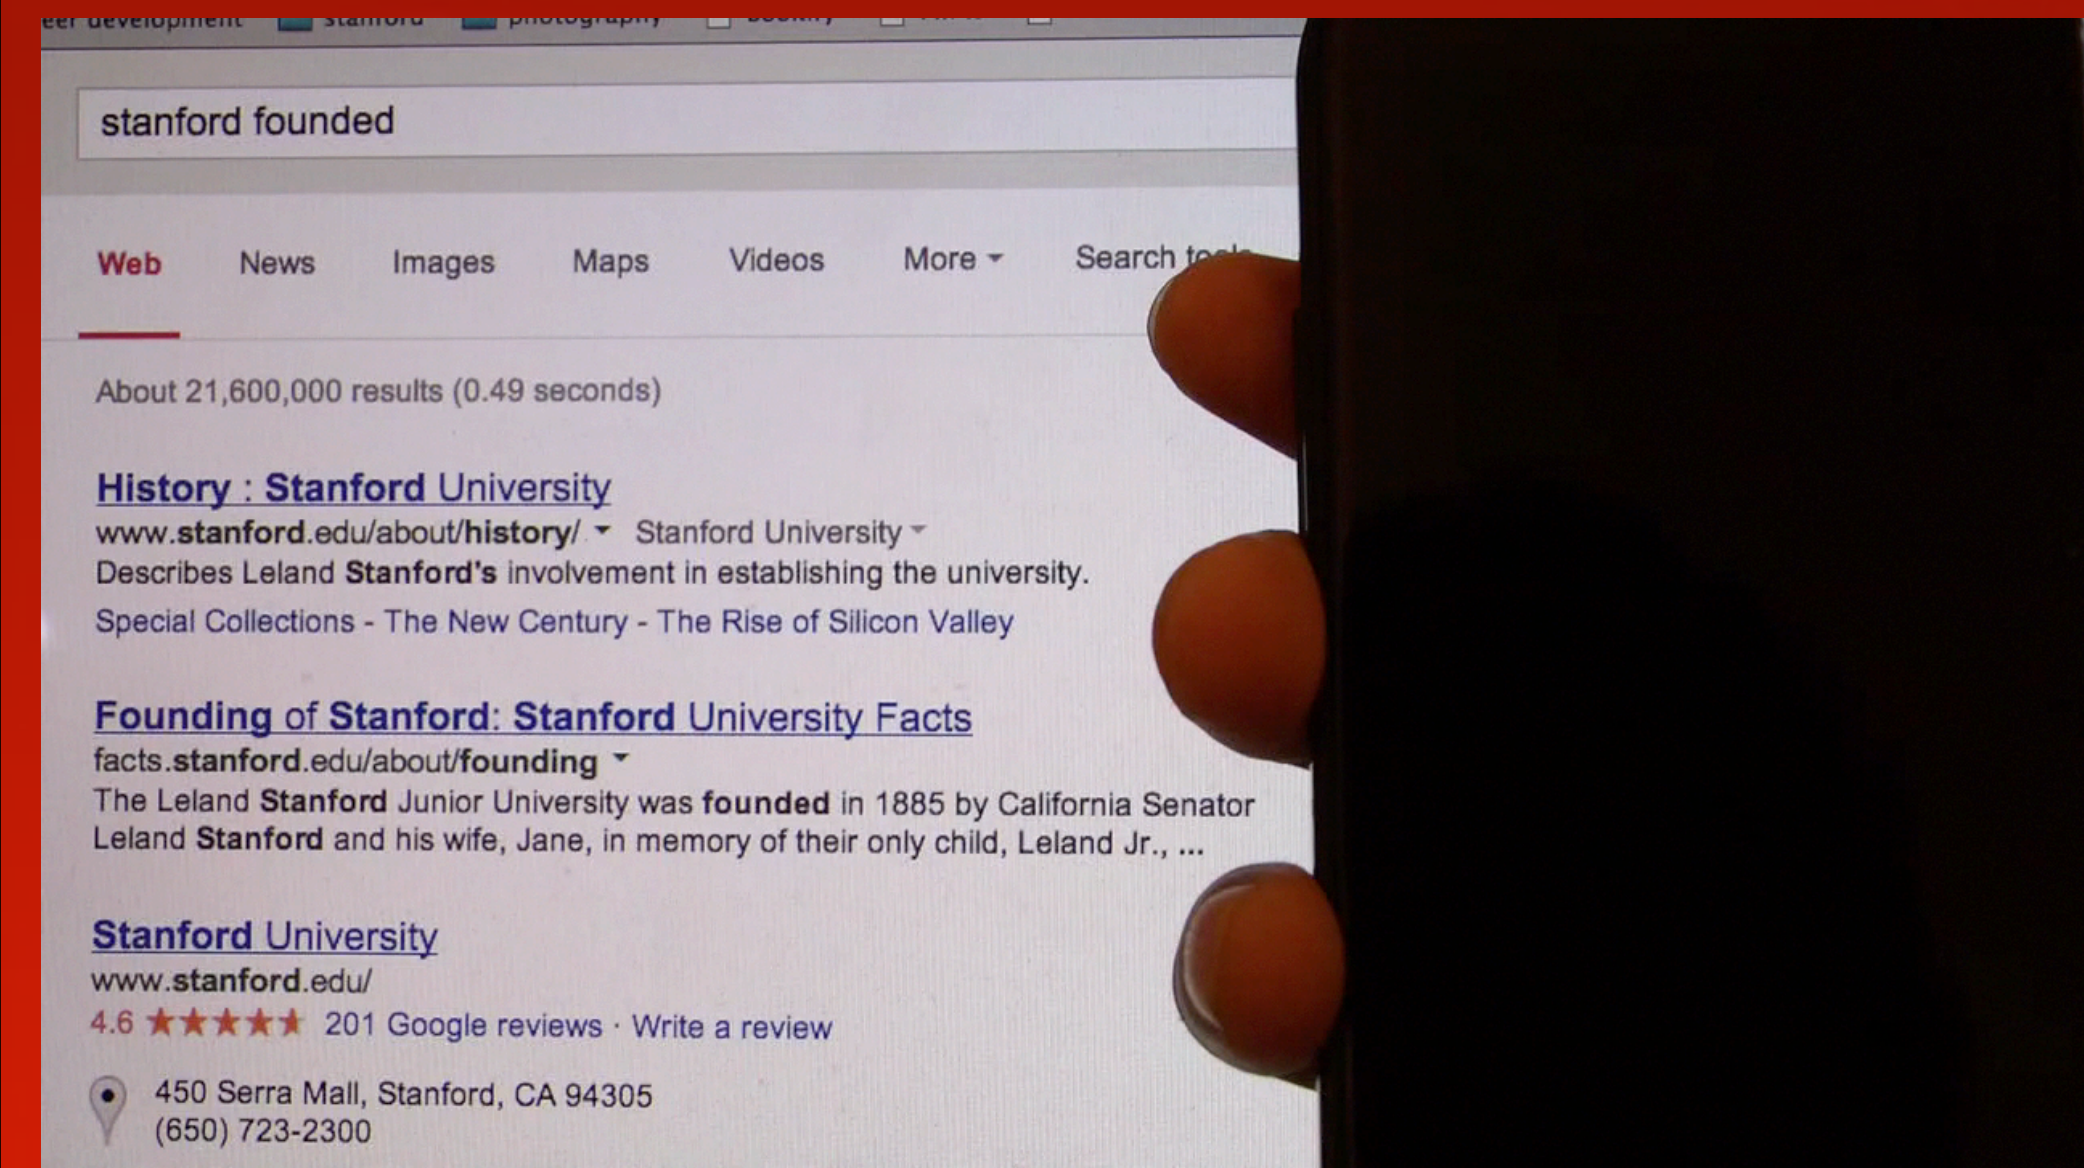 stanford photography
stanford founded
Web News Images Maps Videos More Search tools
About 21,600,000 results (0.49 seconds)
History : Stanford University
www.stanford.edu/about/history/ Stanford University
Describes Leland Stanford's involvement in establishing the university.
Special Collections - The New Century - The Rise of Silicon Valley
Founding of Stanford: Stanford University Facts
facts.stanford.edu/about/founding
The Leland Stanford Junior University was founded in 1885 by California Senator
Leland Stanford and his wife, Jane, in memory of their only child, Leland Jr., ...
Stanford University
www.stanford.edu/
4.6 201 Google reviews · Write a review
450 Serra Mall, Stanford, CA 94305
(650) 723-2300